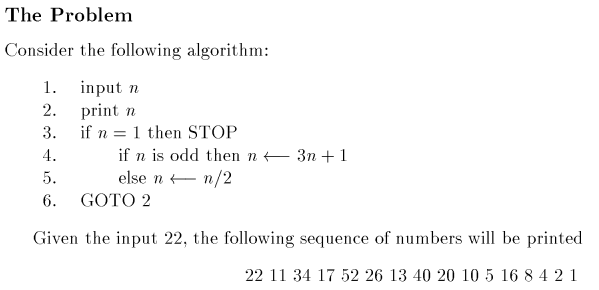 The Problem
Consider the following algorithm:
1. input n
2. print n
3. if n = 1 then STOP
4. if n is odd then n ⟵ 3n + 1
5. else n ⟵ n/2
6. GOTO 2
Given the input 22, the following sequence of numbers will be printed
22 11 34 17 52 26 13 40 20 10 5 16 8 4 2 1